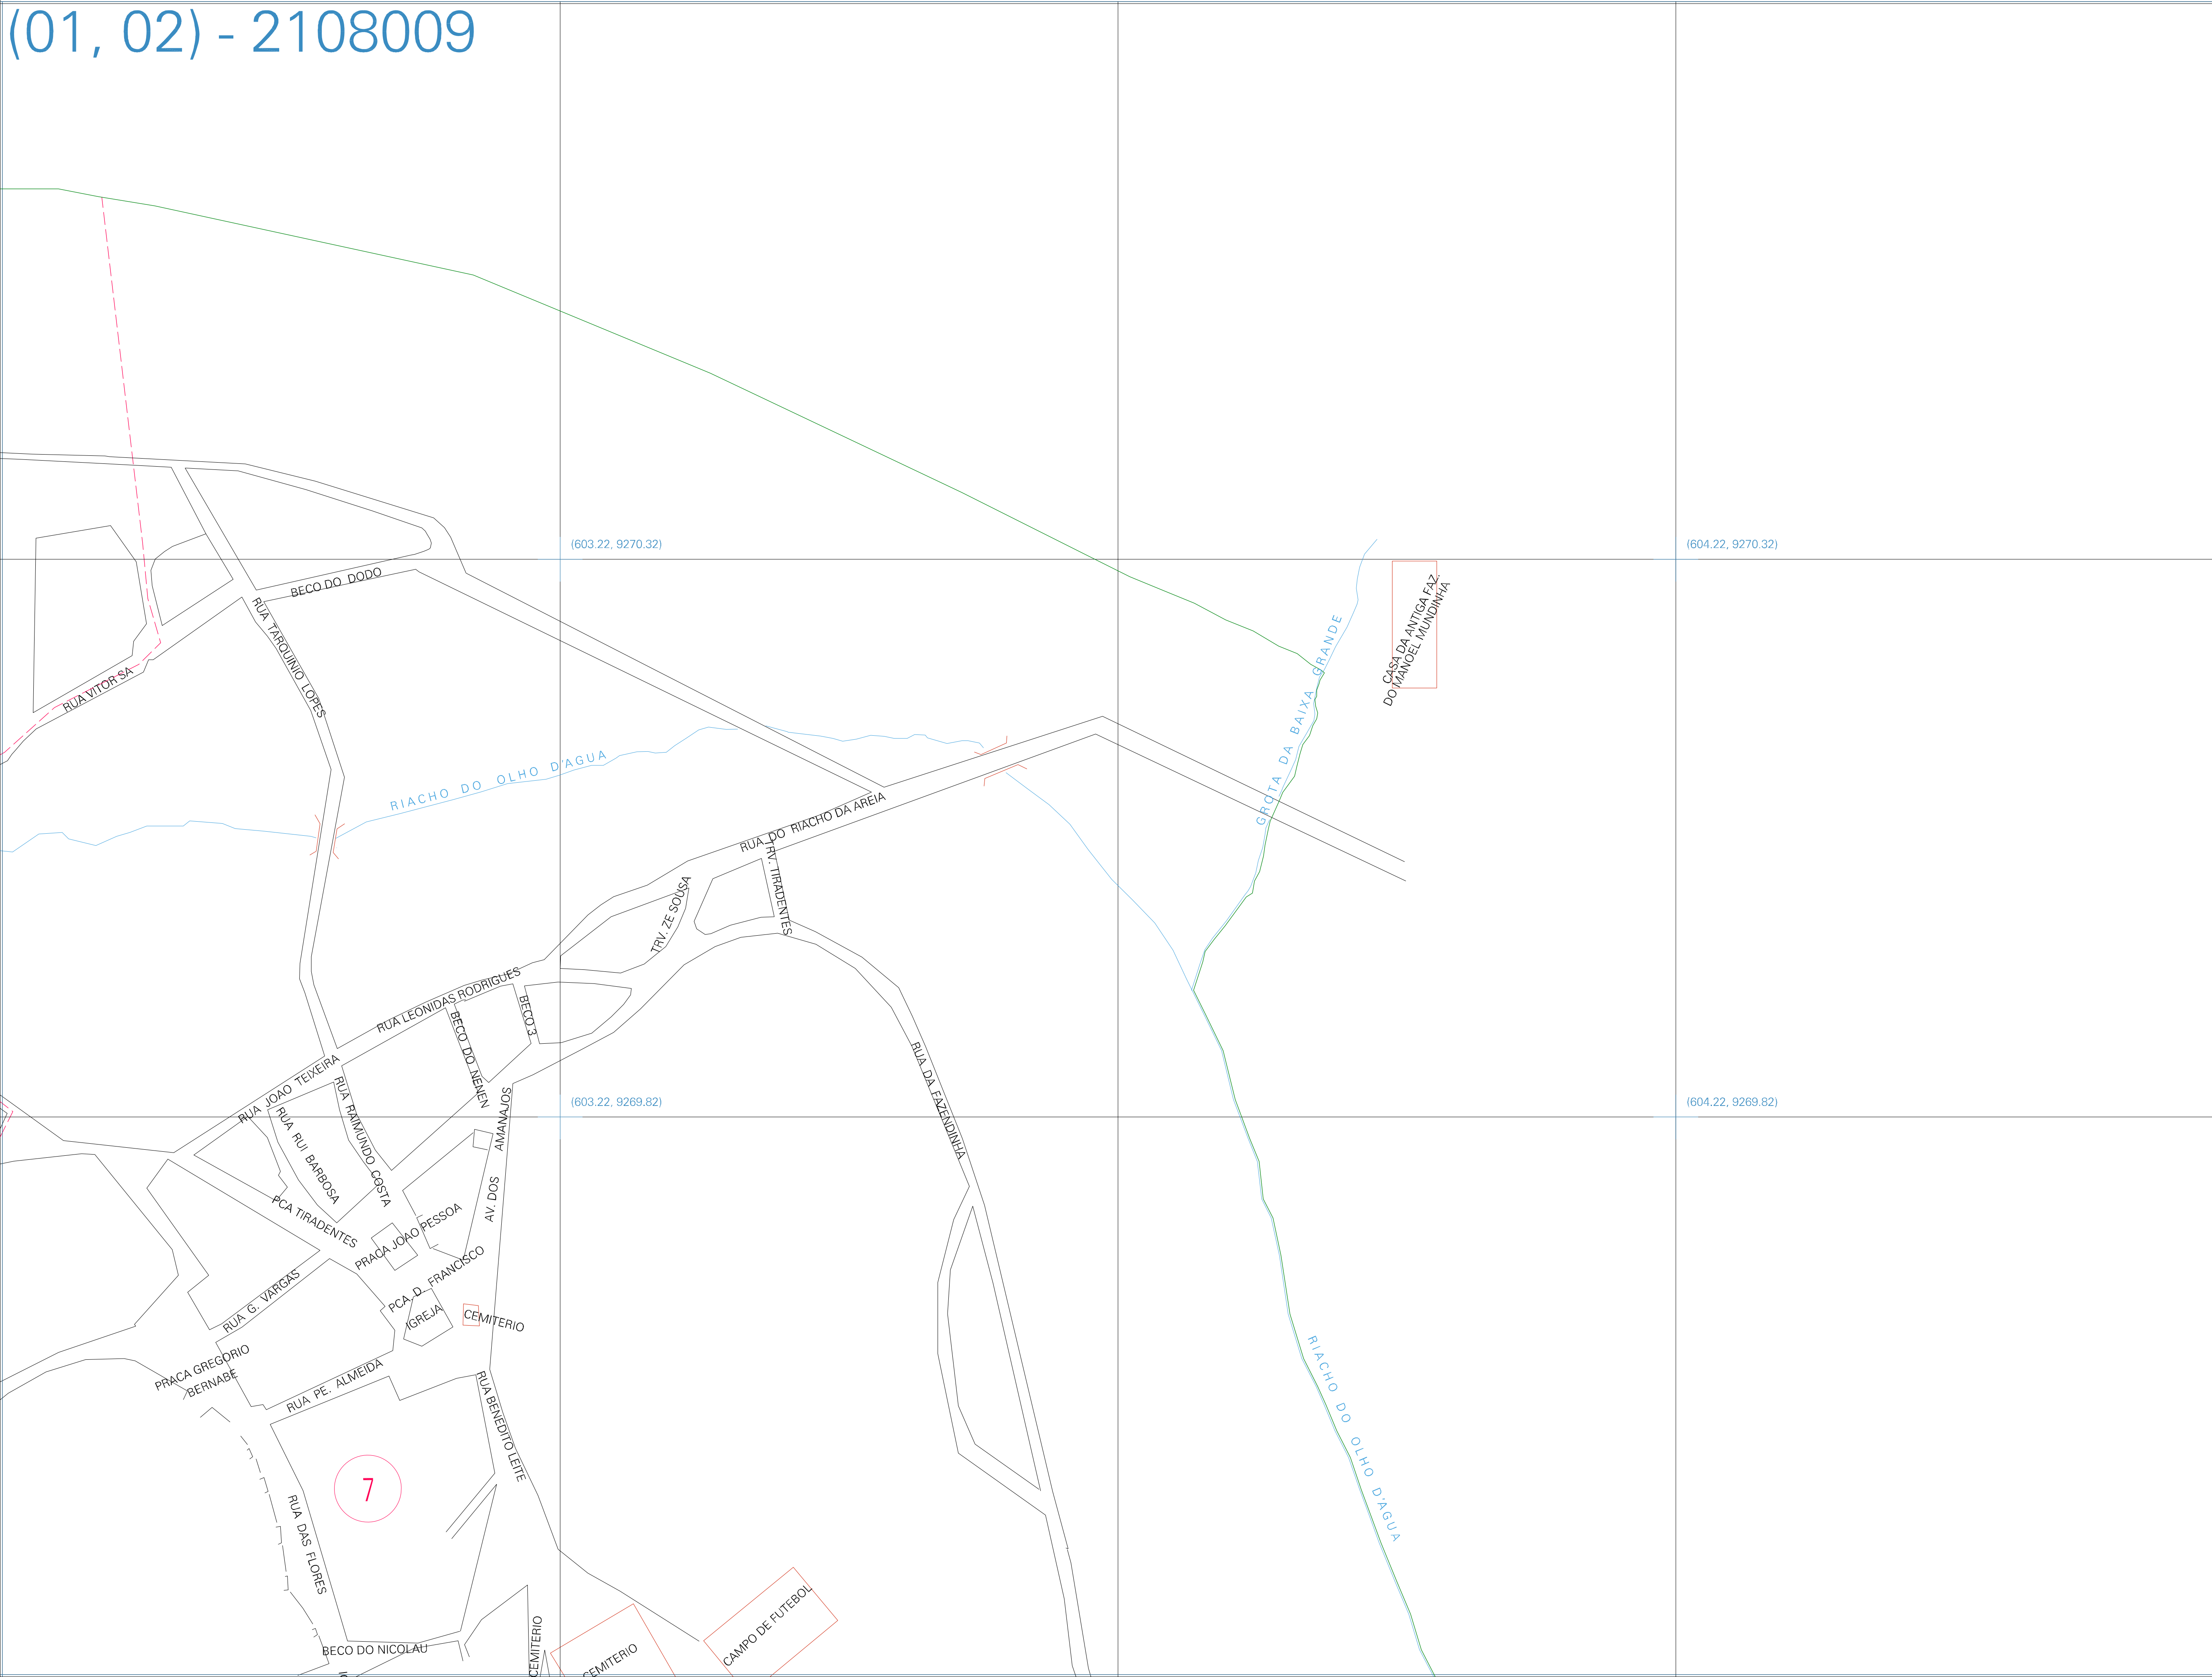 (01, 02) - 2108009
(603.22, 9270.32)
(604.22, 9270.32)
BECO DO DODO
RUA TARQUINIO LOPES
RUA VITOR SA
CASA DA ANTIGA FAZ.
DO MANOEL MUNDINHA
GROTA DA BAIXA GRANDE
RIACHO DO OLHO D'AGUA
RUA DO RIACHO DA AREIA
TRV. TIRADENTES
TRV. ZE SOUSA
RUA LEONIDAS RODRIGUES
BECO 3
BECO DO NENEN
RUA JOAO TEIXEIRA
RUA RAIMUNDO COSTA
RUA RUI BARBOSA
RUA DA FAZENDINHA
(603.22, 9269.82)
(604.22, 9269.82)
AV. DOS AMANAJOS
PCA TIRADENTES
PRACA JOAO PESSOA
PCA. D. FRANCISCO
IGREJA
CEMITERIO
RUA G. VARGAS
PRACA GREGORIO
BERNABE
RUA PE. ALMEIDA
RUA BENEDITO LEITE
RIACHO DO OLHO D'AGUA
7
RUA DAS FLORES
BECO DO NICOLAU
CEMITERIO
CEMITERIO
CAMPO DE FUTEBOL